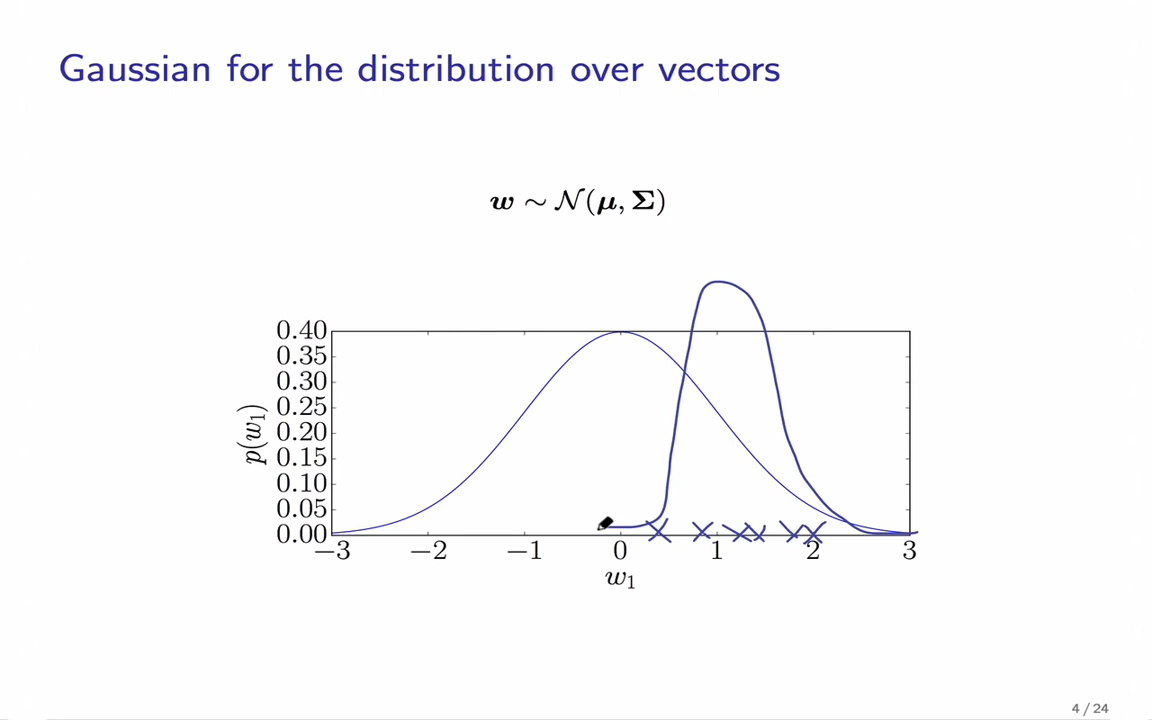 Gaussian for the distribution over vectors
w ∼ N(μ, Σ)
0.40
0.35
0.30
0.25
0.20
0.15
0.10
0.05
0.00
p(w₁)
−3 −2 −1 0 1 2 3
w₁
4 / 24